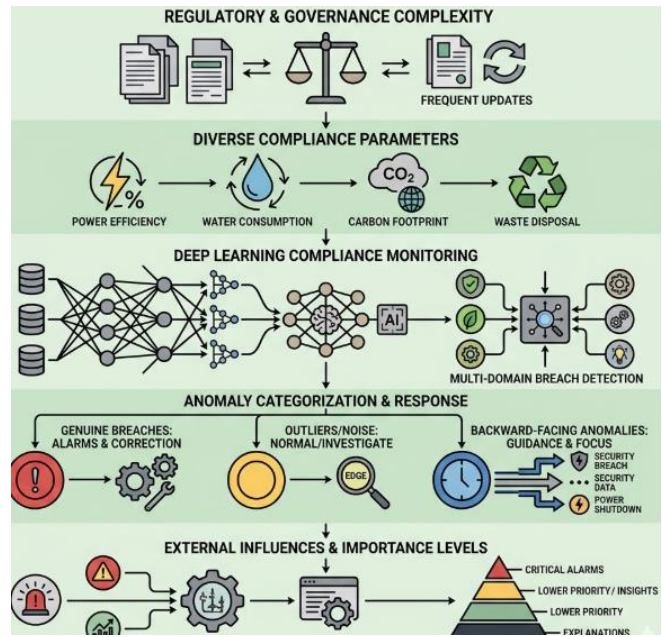 REGULATORY & GOVERNANCE COMPLEXITY
FREQUENT UPDATES
DIVERSE COMPLIANCE PARAMETERS
-%
CO2
POWER EFFICIENCY
WATER CONSUMPTION
CARBON FOOTPRINT
WASTE DISPOSAL
DEEP LEARNING COMPLIANCE MONITORING
AI
MULTI-DOMAIN BREACH DETECTION
ANOMALY CATEGORIZATION & RESPONSE
GENUINE BREACHES:
ALARMS & CORRECTION
OUTLIERS/NOISE:
NORMAL/INVESTIGATE
EDGE
BACKWARD-FACING ANOMALIES:
GUIDANCE & FOCUS
SECURITY
BREACH
SECURITY
DATA
POWER
SHUTDOWN
EXTERNAL INFLUENCES & IMPORTANCE LEVELS
CRITICAL ALARMS
LOWER PRIORITY/ INSIGHTS
LOWER PRIORITY
EXPLANATIONS